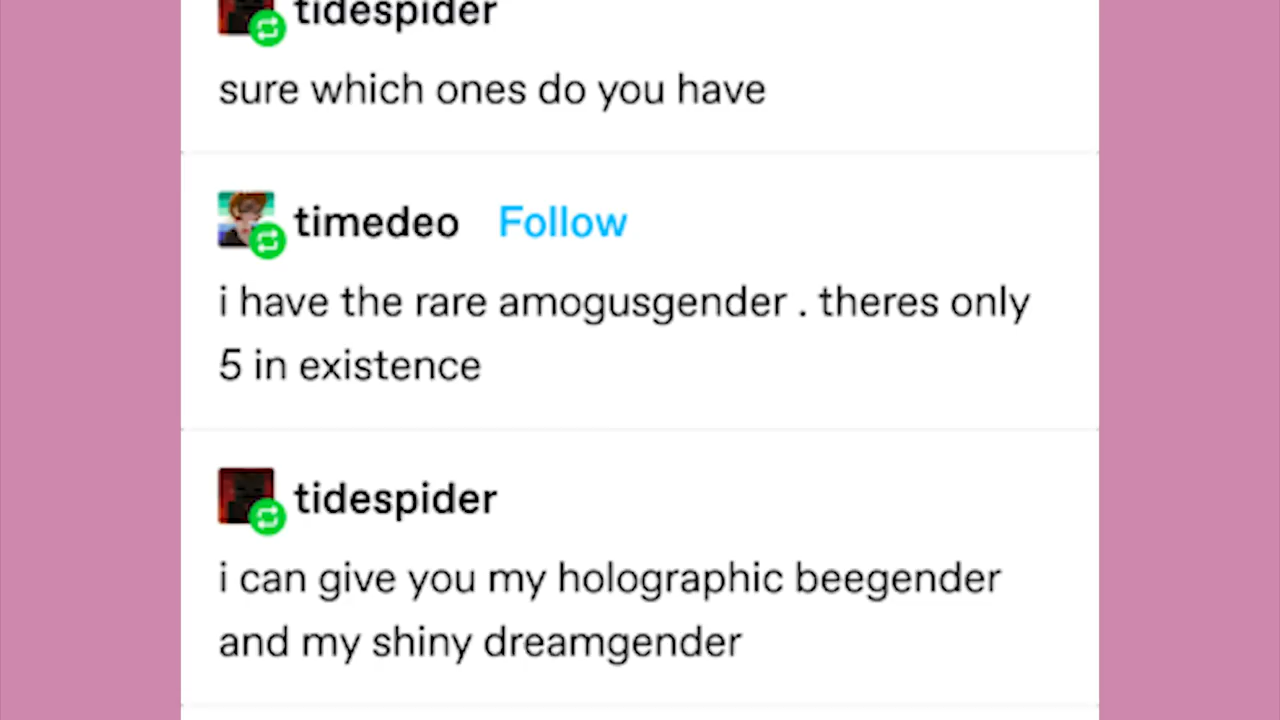 tidespider
sure which ones do you have
timedeo Follow
i have the rare amogusgender . theres only
5 in existence
tidespider
i can give you my holographic beegender
and my shiny dreamgender